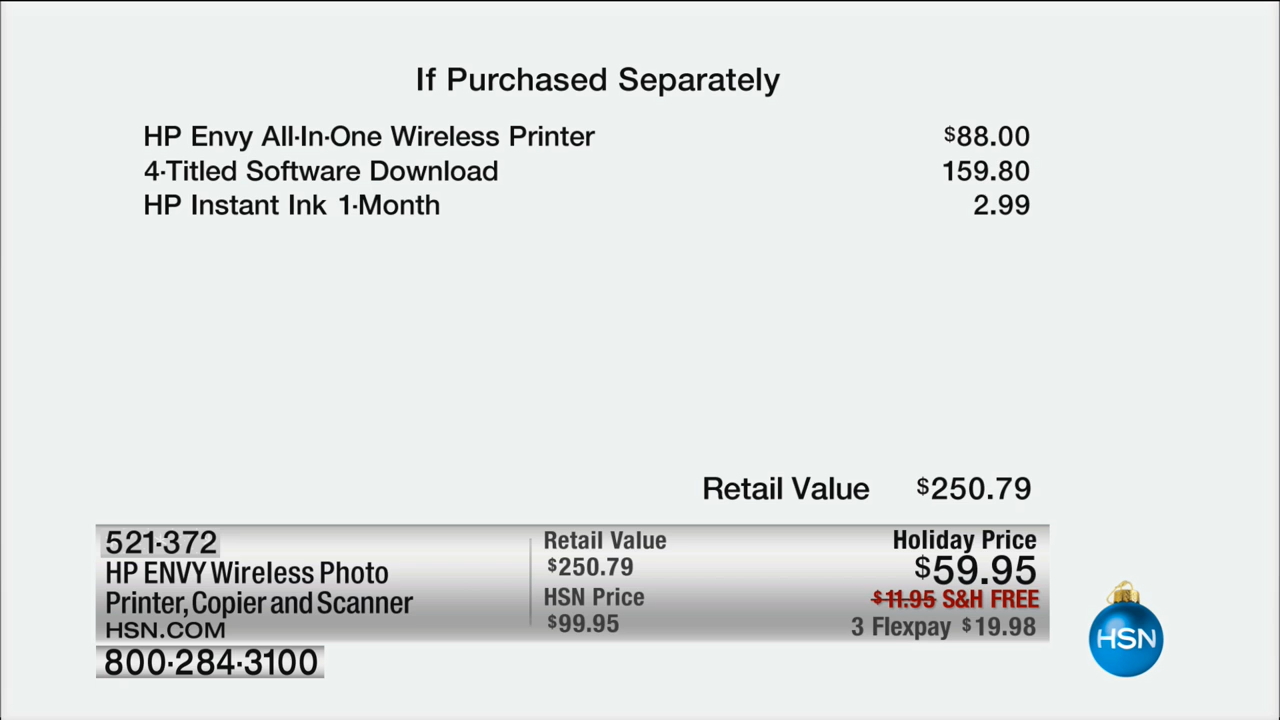 If Purchased Separately
HP Envy All-In-One Wireless Printer $88.00
4-Titled Software Download 159.80
HP Instant Ink 1-Month 2.99
Retail Value $250.79
521-372
HP ENVY Wireless Photo
Printer, Copier and Scanner
HSN.COM
800-284-3100
Retail Value
$250.79
HSN Price
$99.95
Holiday Price
$59.95
$11.95 S&H FREE
3 Flexpay $19.98
HSN